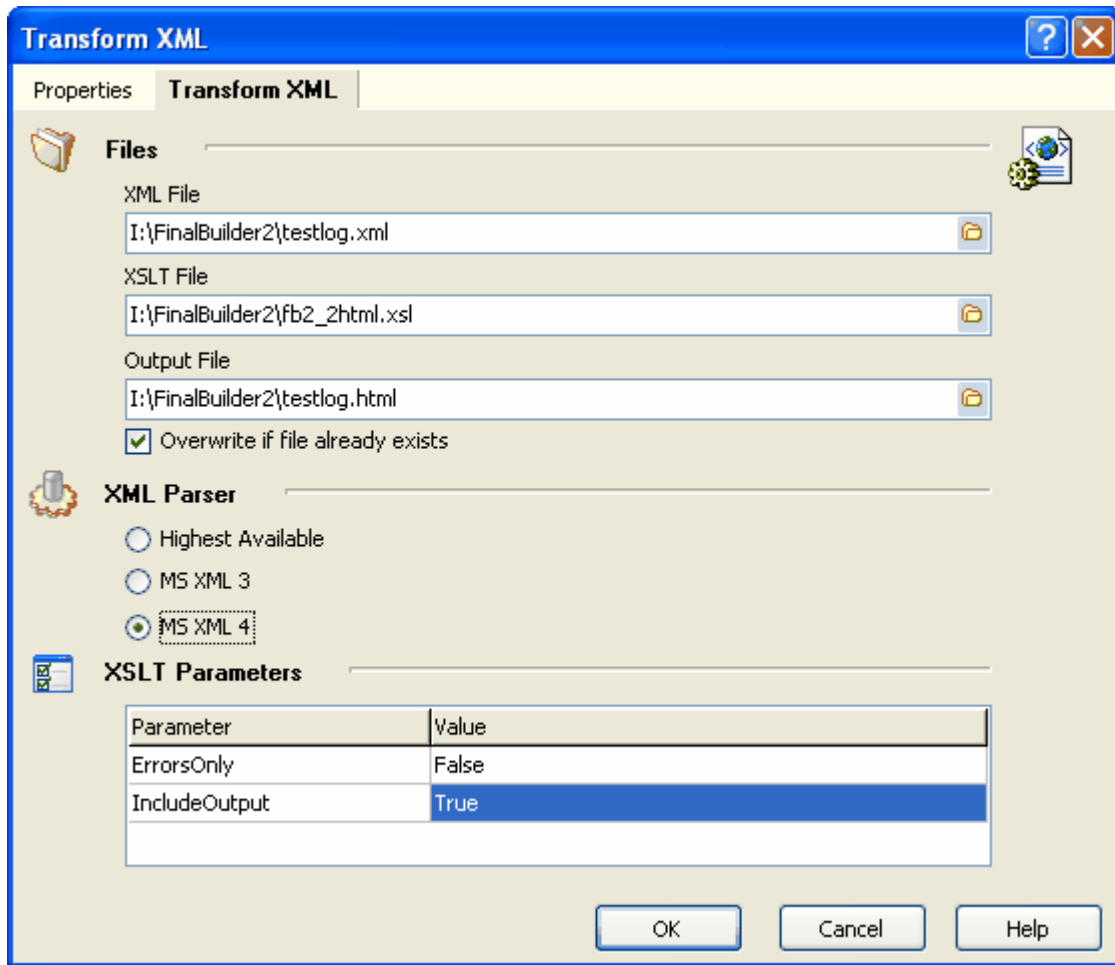 Transform XML
Properties Transform XML
Files
XML File
I:\FinalBuilder2\testlog.xml
XSLT File
I:\FinalBuilder2\fb2_2html.xsl
Output File
I:\FinalBuilder2\testlog.html
Overwrite if file already exists
XML Parser
Highest Available
MS XML 3
MS XML 4
XSLT Parameters
Parameter Value
ErrorsOnly False
IncludeOutput True
OK Cancel Help